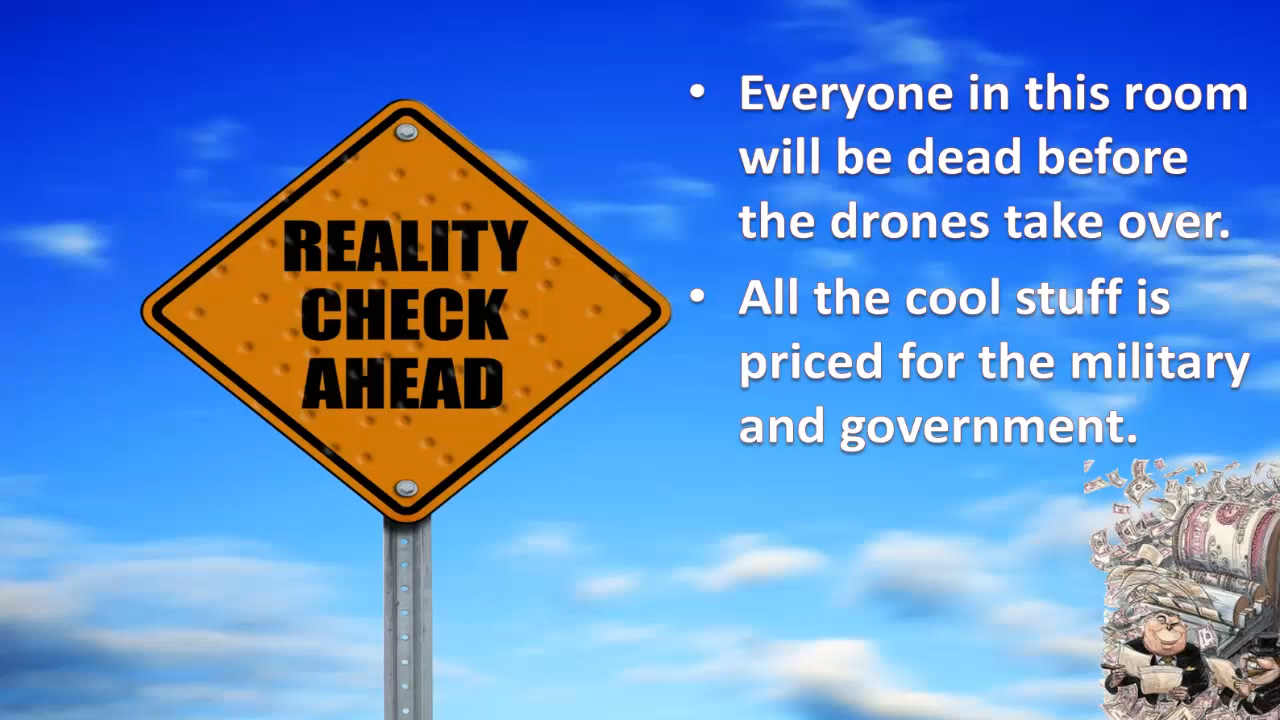 REALITY
CHECK
AHEAD
• Everyone in this room
will be dead before
the drones take over.
• All the cool stuff is
priced for the military
and government.